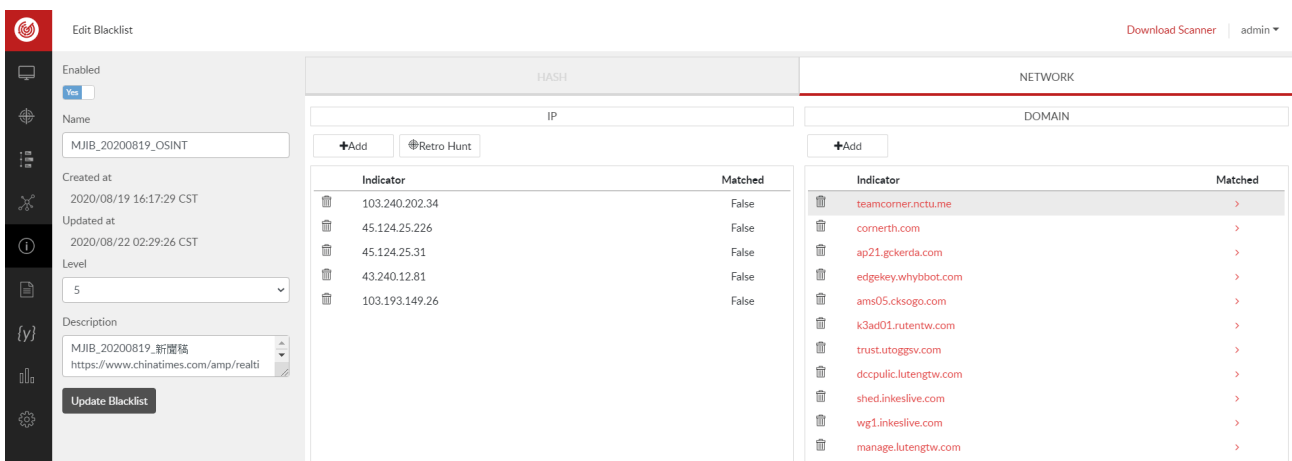 Edit Blacklist
Download Scanner
admin
Enabled
Yes
Name
MJIB_20200819_OSINT
Created at
2020/08/19 16:17:29 CST
Updated at
2020/08/22 02:29:26 CST
Level
5
Description
MJIB_20200819_新聞稿
https://www.chinatimes.com/amp/realti
Update Blacklist
{y}
HASH
NETWORK
IP
+Add
Retro Hunt
Indicator Matched
103.240.202.34 False
45.124.25.226 False
45.124.25.31 False
43.240.12.81 False
103.193.149.26 False
DOMAIN
+Add
Indicator Matched
teamcorner.nctu.me >
cornerth.com >
ap21.gckerda.com >
edgekey.whybbot.com >
ams05.cksogo.com >
k3ad01.rutentw.com >
trust.utoggsv.com >
dccpulic.lutengtw.com >
shed.inkeslive.com >
wg1.inkeslive.com >
manage.lutengtw.com >